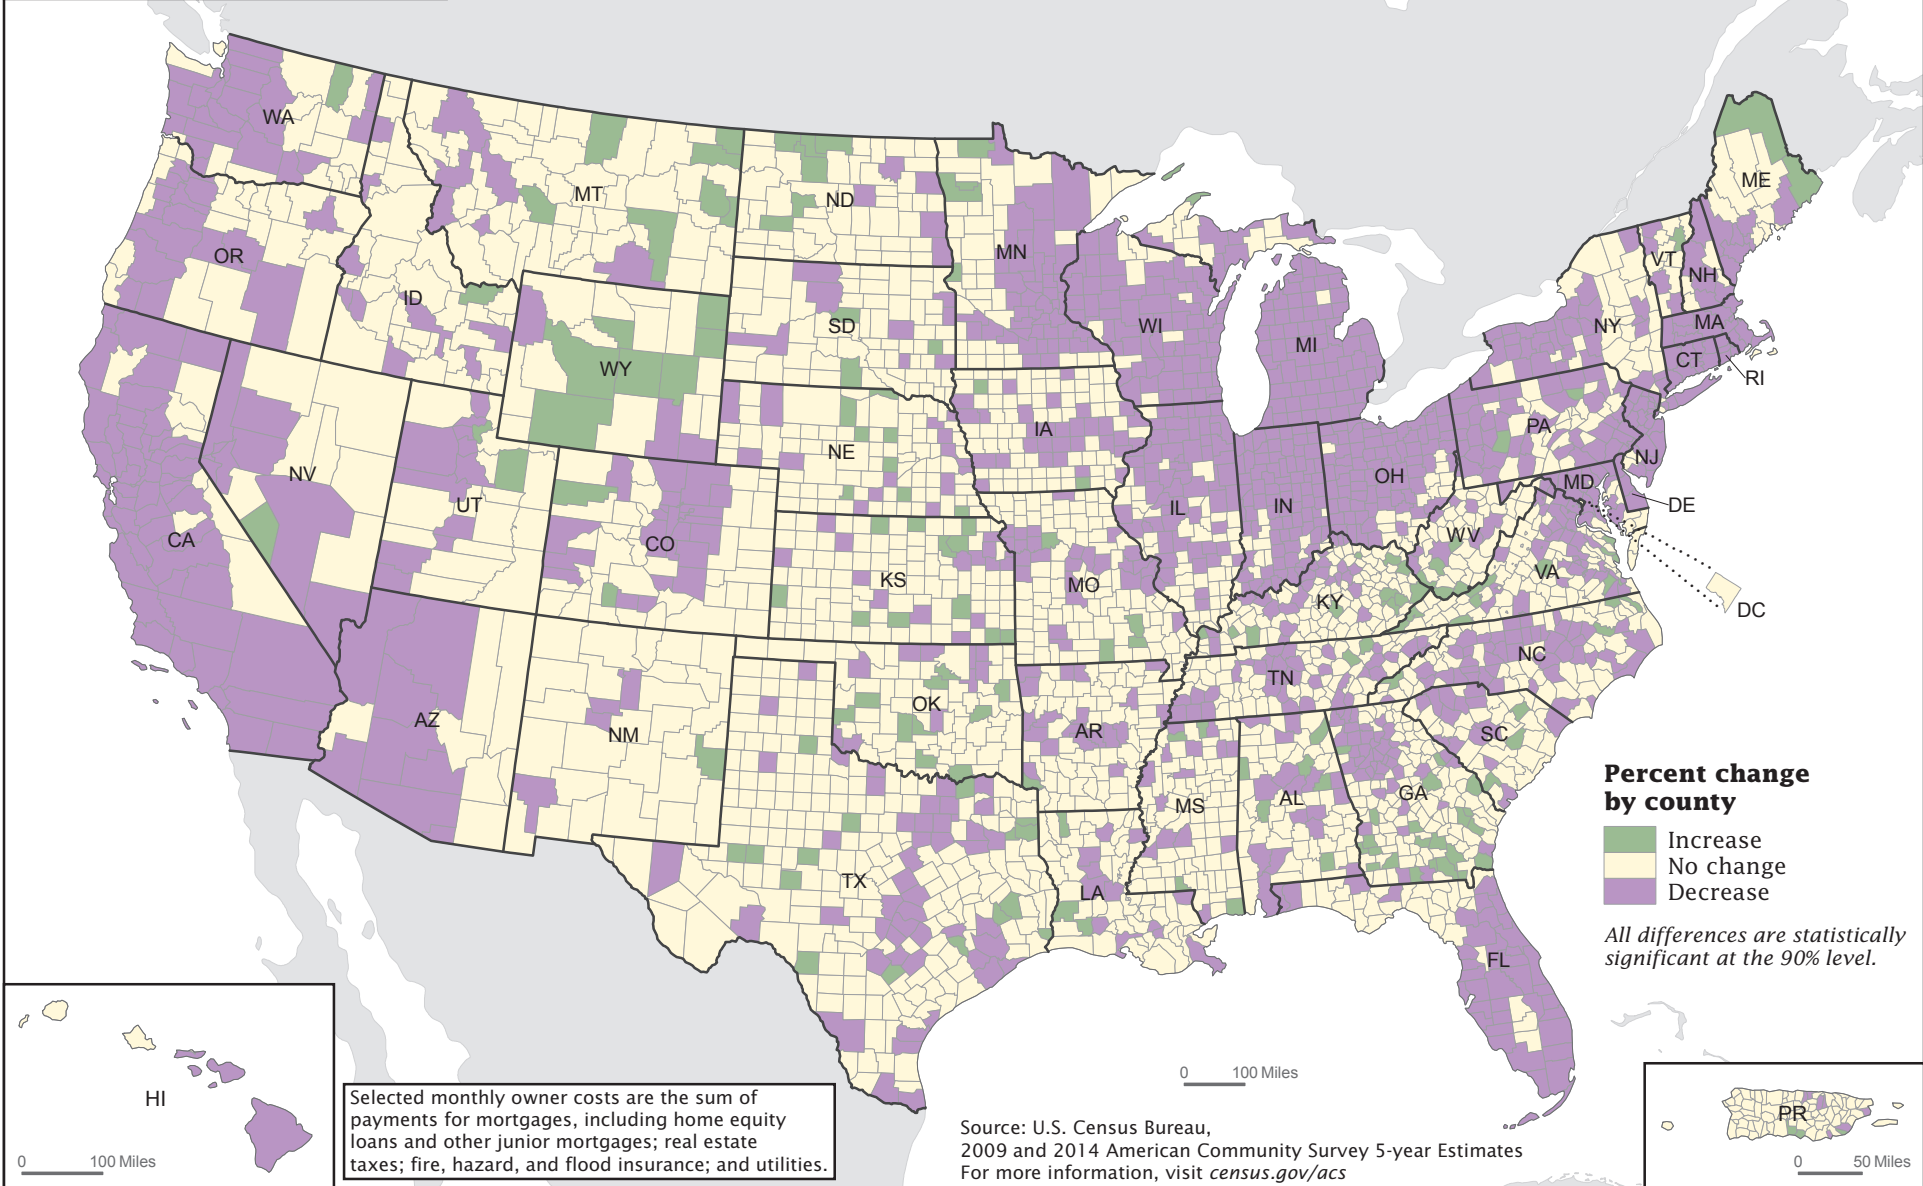 WA
MT
ND
MN
ME
OR
ID
SD
WI
MI
VT
NH
NY
MA
CT
RI
WY
NE
IA
PA
NJ
NV
UT
CO
IL
IN
OH
MD
DE
CA
KS
MO
WV
VA
KY
DC
NC
TN
AZ
NM
OK
AR
SC
MS
AL
GA
TX
LA
FL
Percent change
by county
Increase
No change
Decrease
All differences are statistically
significant at the 90% level.
HI
0 100 Miles
Selected monthly owner costs are the sum of
payments for mortgages, including home equity
loans and other junior mortgages; real estate
taxes; fire, hazard, and flood insurance; and utilities.
0 100 Miles
Source: U.S. Census Bureau,
2009 and 2014 American Community Survey 5-year Estimates
For more information, visit census.gov/acs
PR
0 50 Miles